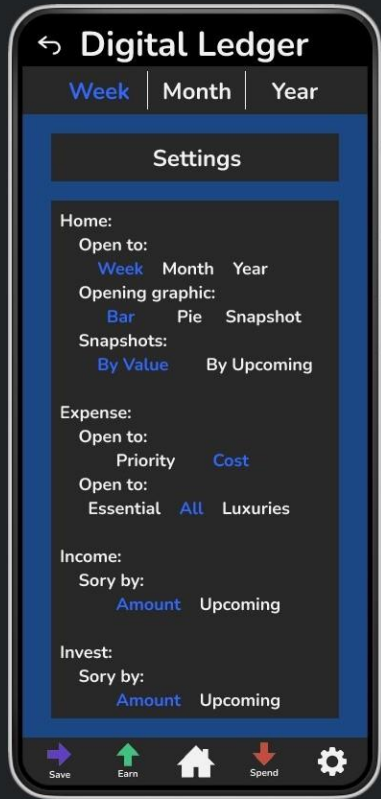 Digital Ledger
Week Month Year
Settings
Home:
Open to:
Week Month Year
Opening graphic:
Bar Pie Snapshot
Snapshots:
By Value By Upcoming
Expense:
Open to:
Priority Cost
Open to:
Essential All Luxuries
Income:
Sory by:
Amount Upcoming
Invest:
Sory by:
Amount Upcoming
Save Earn Spend